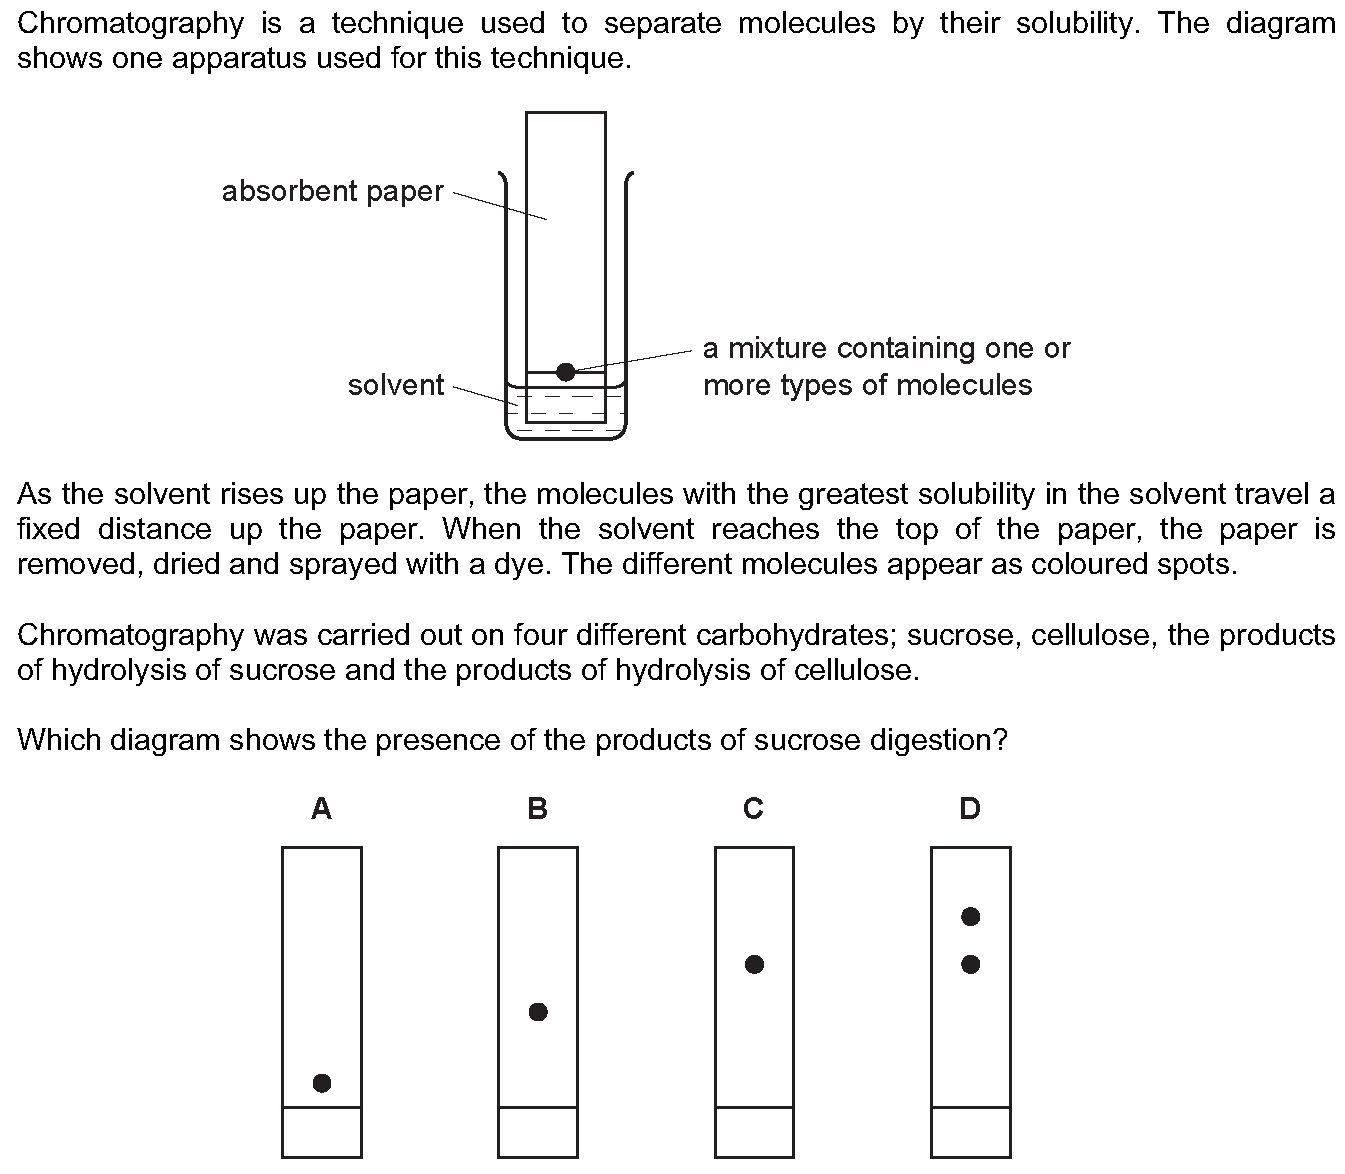 Chromatography is a technique used to separate molecules by their solubility. The diagram
shows one apparatus used for this technique.
absorbent paper
a mixture containing one or
more types of molecules
solvent
As the solvent rises up the paper, the molecules with the greatest solubility in the solvent travel a
fixed distance up the paper. When the solvent reaches the top of the paper, the paper is
removed, dried and sprayed with a dye. The different molecules appear as coloured spots.
Chromatography was carried out on four different carbohydrates; sucrose, cellulose, the products
of hydrolysis of sucrose and the products of hydrolysis of cellulose.
Which diagram shows the presence of the products of sucrose digestion?
A B C D